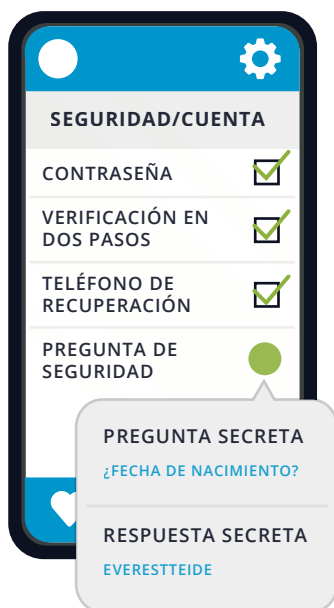 SEGURIDAD/CUENTA
CONTRASEÑA
VERIFICACIÓN EN
DOS PASOS
TELÉFONO DE
RECUPERACIÓN
PREGUNTA DE
SEGURIDAD
PREGUNTA SECRETA
¿FECHA DE NACIMIENTO?
RESPUESTA SECRETA
EVERESTTEIDE